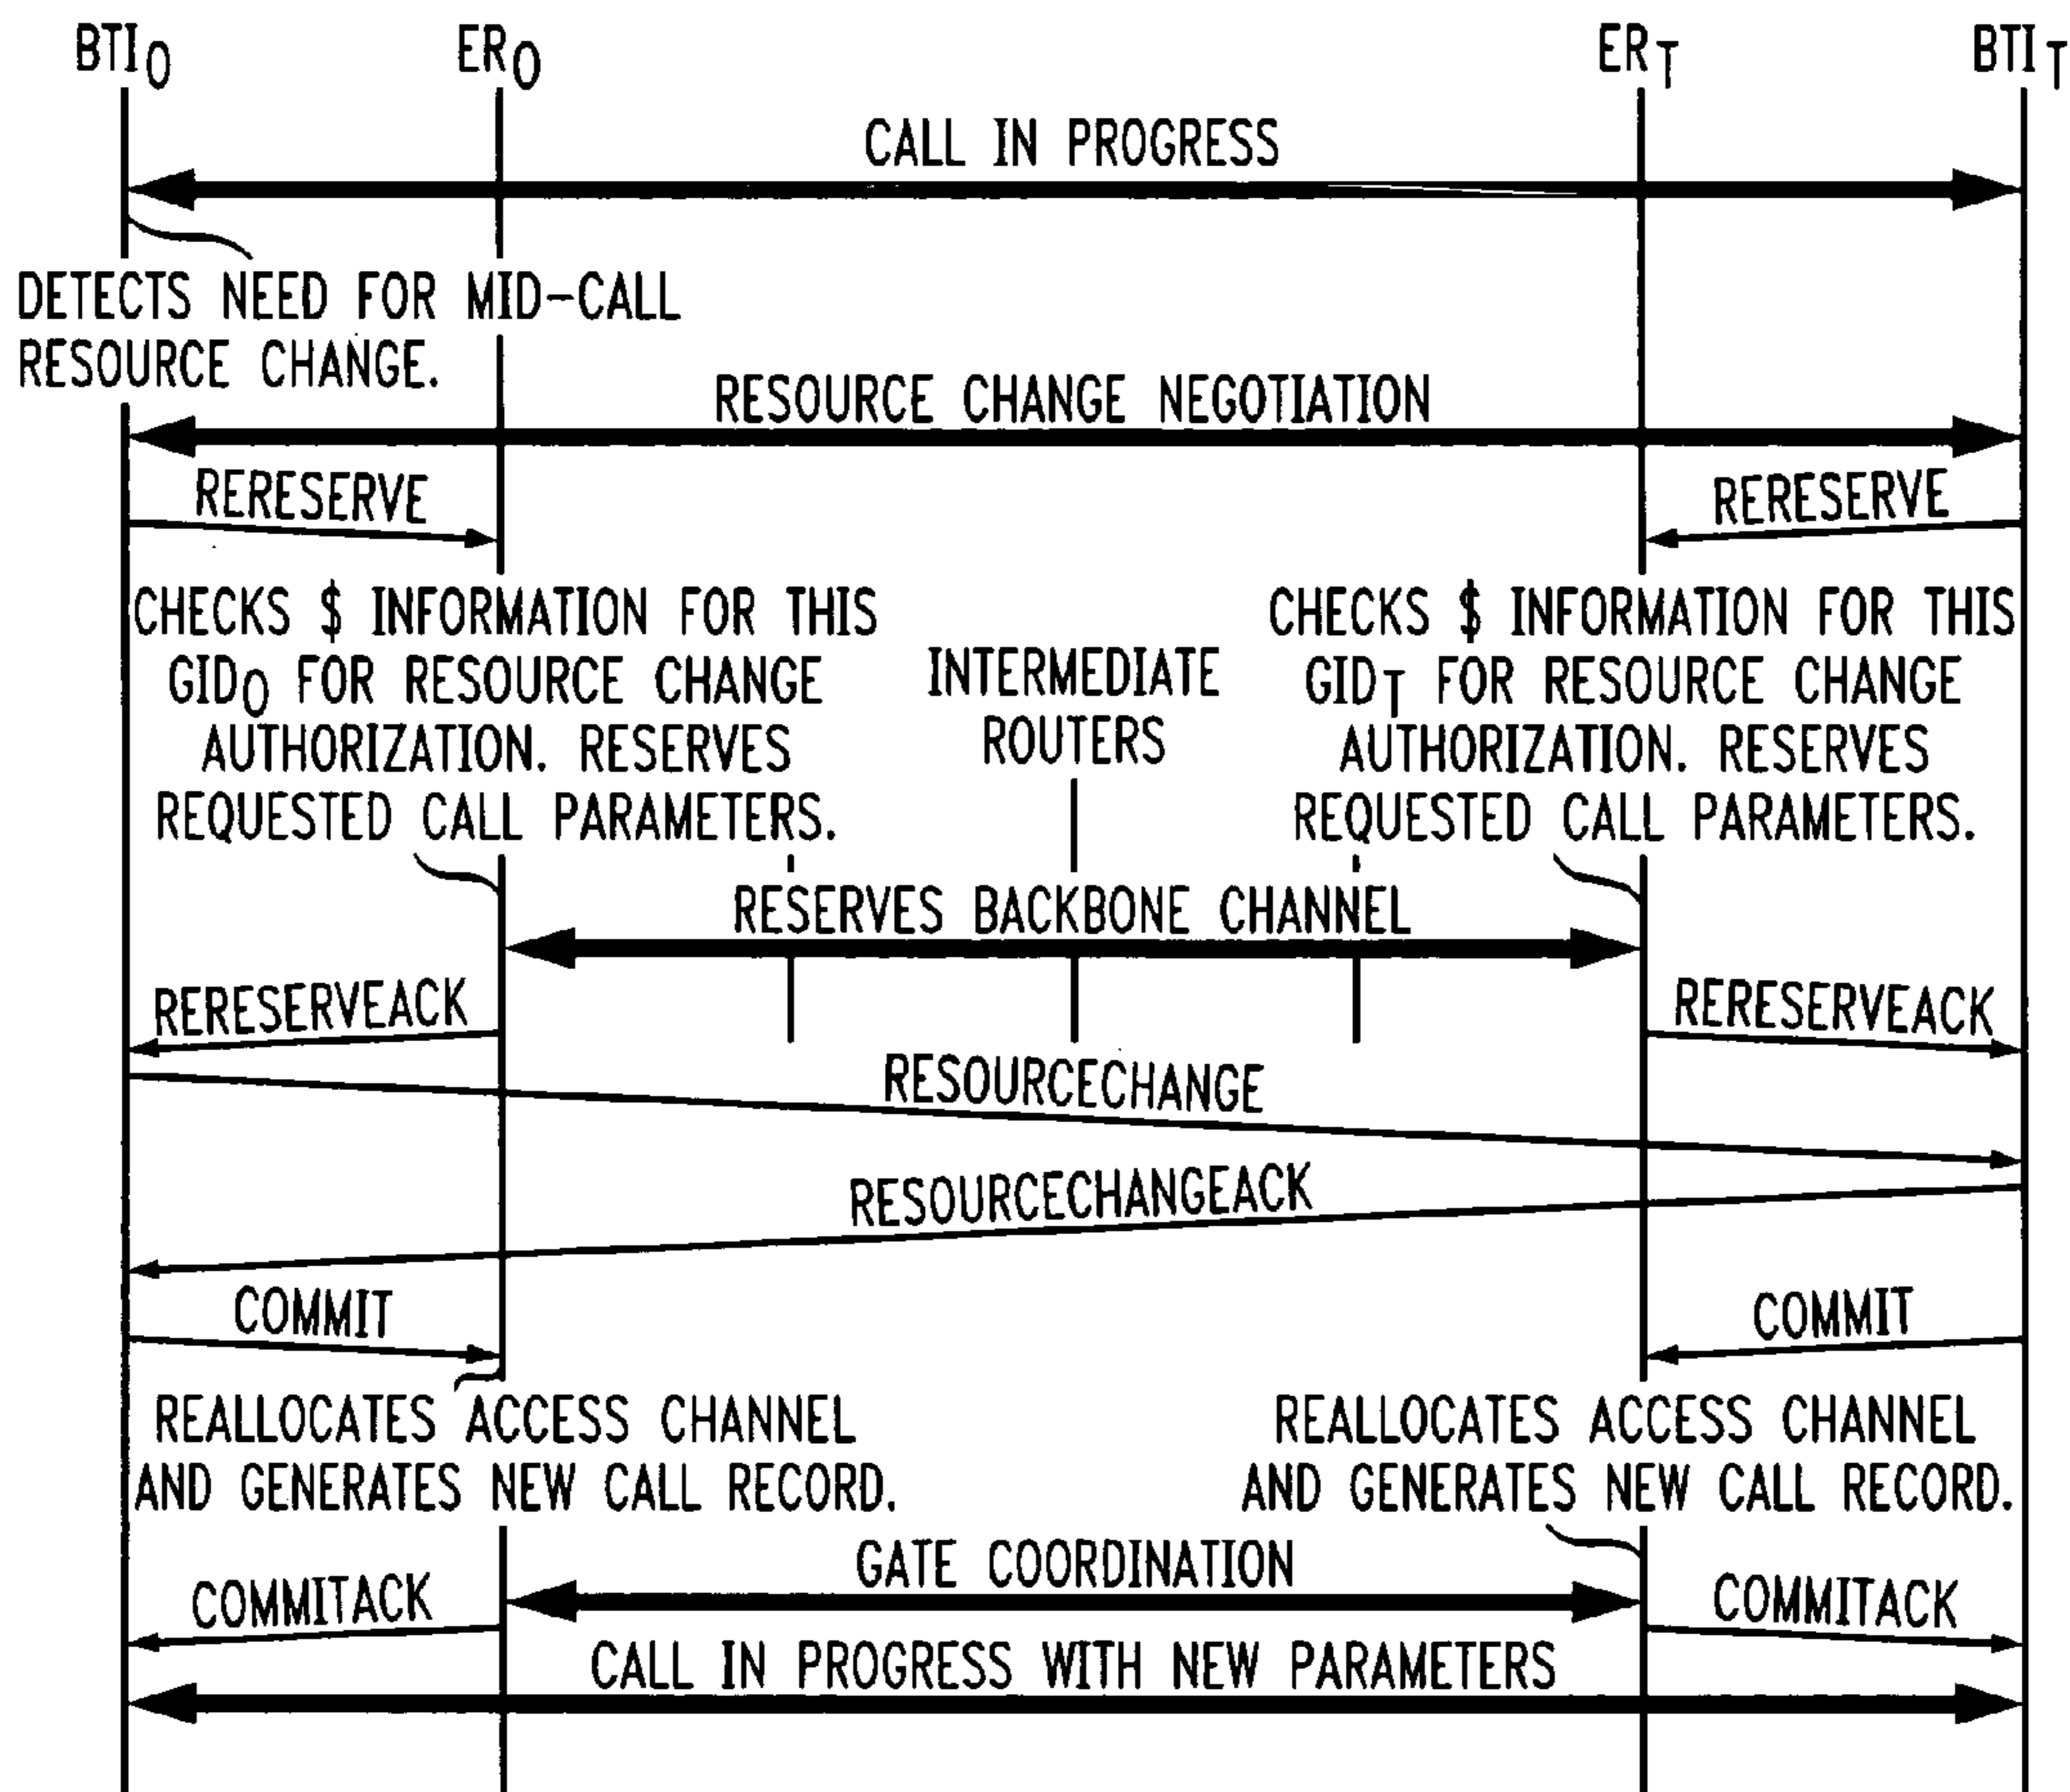 BTIO ERO ERT BTIT
CALL IN PROGRESS
DETECTS NEED FOR MID-CALL
RESOURCE CHANGE.
RESOURCE CHANGE NEGOTIATION
RERESERVE RERESERVE
CHECKS $ INFORMATION FOR THIS
GIDO FOR RESOURCE CHANGE
AUTHORIZATION. RESERVES
REQUESTED CALL PARAMETERS.
INTERMEDIATE
ROUTERS
CHECKS $ INFORMATION FOR THIS
GIDT FOR RESOURCE CHANGE
AUTHORIZATION. RESERVES
REQUESTED CALL PARAMETERS.
RESERVES BACKBONE CHANNEL
RERESERVEACK RERESERVEACK
RESOURCECHANGE
RESOURCECHANGEACK
COMMIT COMMIT
REALLOCATES ACCESS CHANNEL
AND GENERATES NEW CALL RECORD.
REALLOCATES ACCESS CHANNEL
AND GENERATES NEW CALL RECORD.
GATE COORDINATION
COMMITACK COMMITACK
CALL IN PROGRESS WITH NEW PARAMETERS